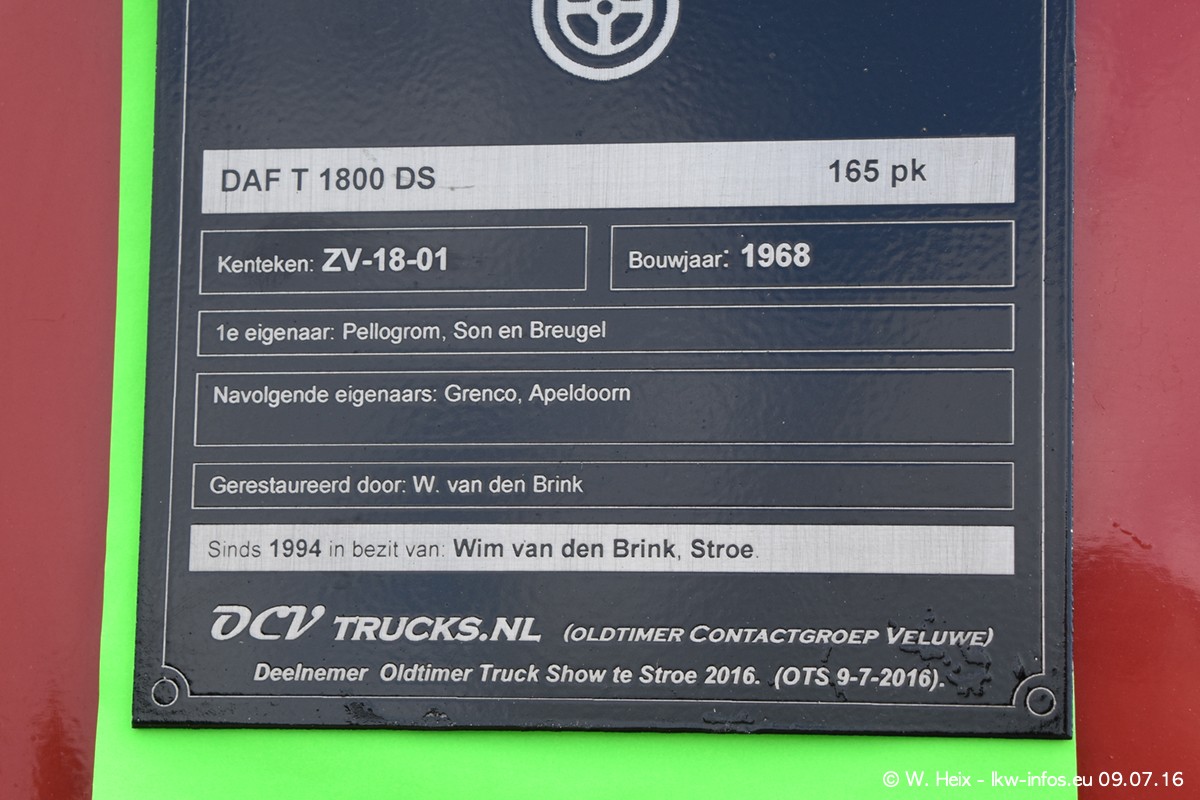 DAF T 1800 DS 165 pk
Kenteken: ZV-18-01 Bouwjaar: 1968
1e eigenaar: Pellogrom, Son en Breugel
Navolgende eigenaars: Grenco, Apeldoorn
Gerestaureerd door: W. van den Brink
Sinds 1994 in bezit van: Wim van den Brink, Stroe.
OCV TRUCKS.NL (OLDTIMER CONTACTGROEP VELUWE)
Deelnemer Oldtimer Truck Show te Stroe 2016. (OTS 9-7-2016).
© W. Heix - lkw-infos.eu 09.07.16